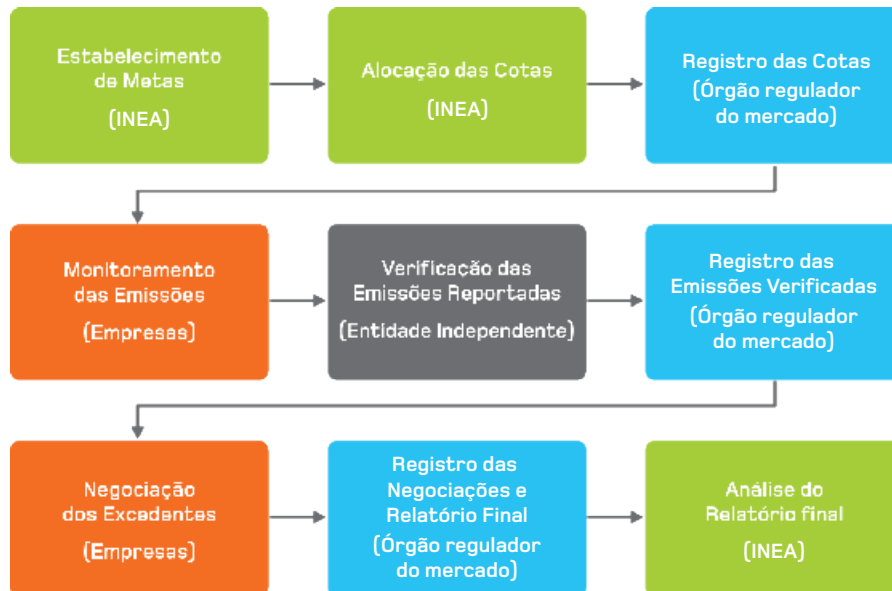 Estabelecimento
de Metas
(INEA)
Alocação das Cotas
(INEA)
Registro das Cotas
(Órgão regulador
do mercado)
Monitoramento
das Emissões
(Empresas)
Verificação das
Emissões Reportadas
(Entidade Independente)
Registro das
Emissões Verificadas
(Órgão regulador
do mercado)
Negociação
dos Excedentes
(Empresas)
Registro das
Negociações e
Relatório Final
(Órgão regulador
do mercado)
Análise do
Relatório final
(INEA)